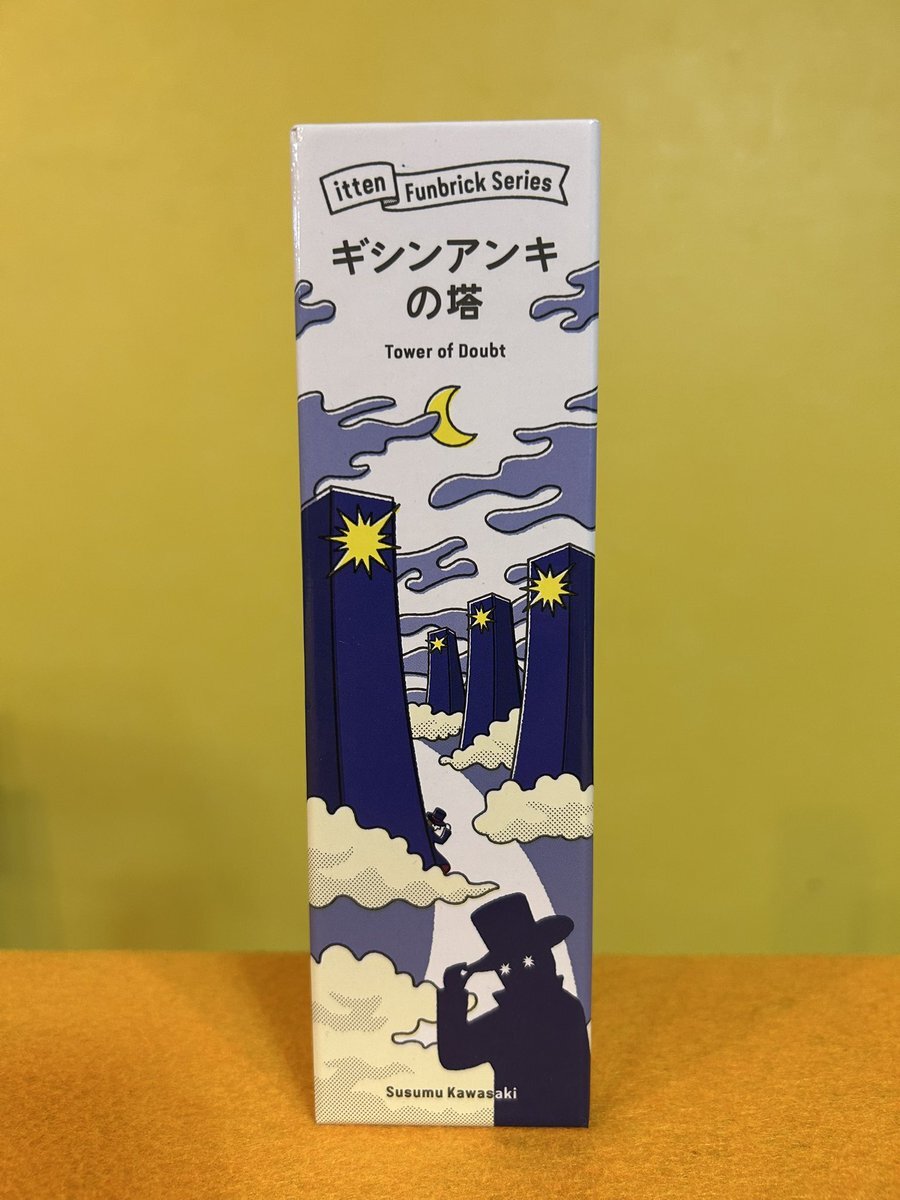 itten Funbrick Series
ギシンアンキ
の塔
Tower of Doubt
Susumu Kawasaki